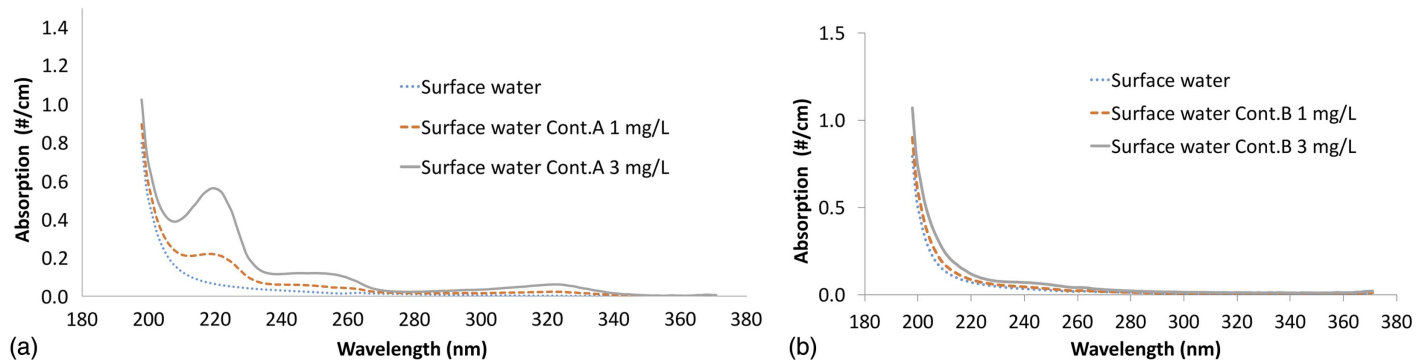 1.4
1.2
1.0
0.8
0.6
0.4
0.2
0.0
Absorption (#/cm)
180 200 220 240 260 280 300 320 340 360 380
Wavelength (nm)
Surface water
Surface water Cont.A 1 mg/L
Surface water Cont.A 3 mg/L
(a)
1.5
1.0
0.5
0.0
Absorption (#/cm)
180 200 220 240 260 280 300 320 340 360 380
Wavelength (nm)
Surface water
Surface water Cont.B 1 mg/L
Surface water Cont.B 3 mg/L
(b)